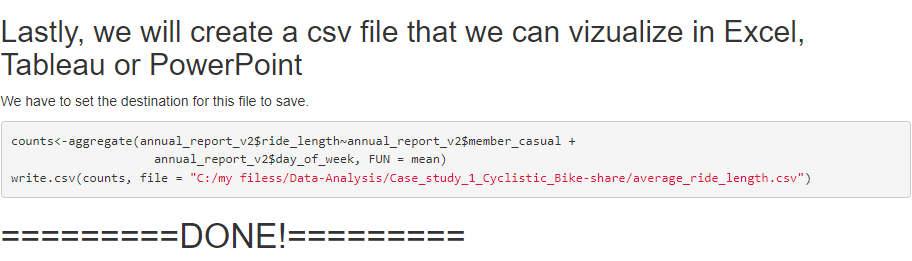 Lastly, we will create a csv file that we can vizualize in Excel,
Tableau or PowerPoint
We have to set the destination for this file to save.
counts<-aggregate(annual_report_v2$ride_length~annual_report_v2$member_casual +
annual_report_v2$day_of_week, FUN = mean)
write.csv(counts, file = "C:/my filess/Data-Analysis/Case_study_1_Cyclistic_Bike-share/average_ride_length.csv")
=========DONE!=========